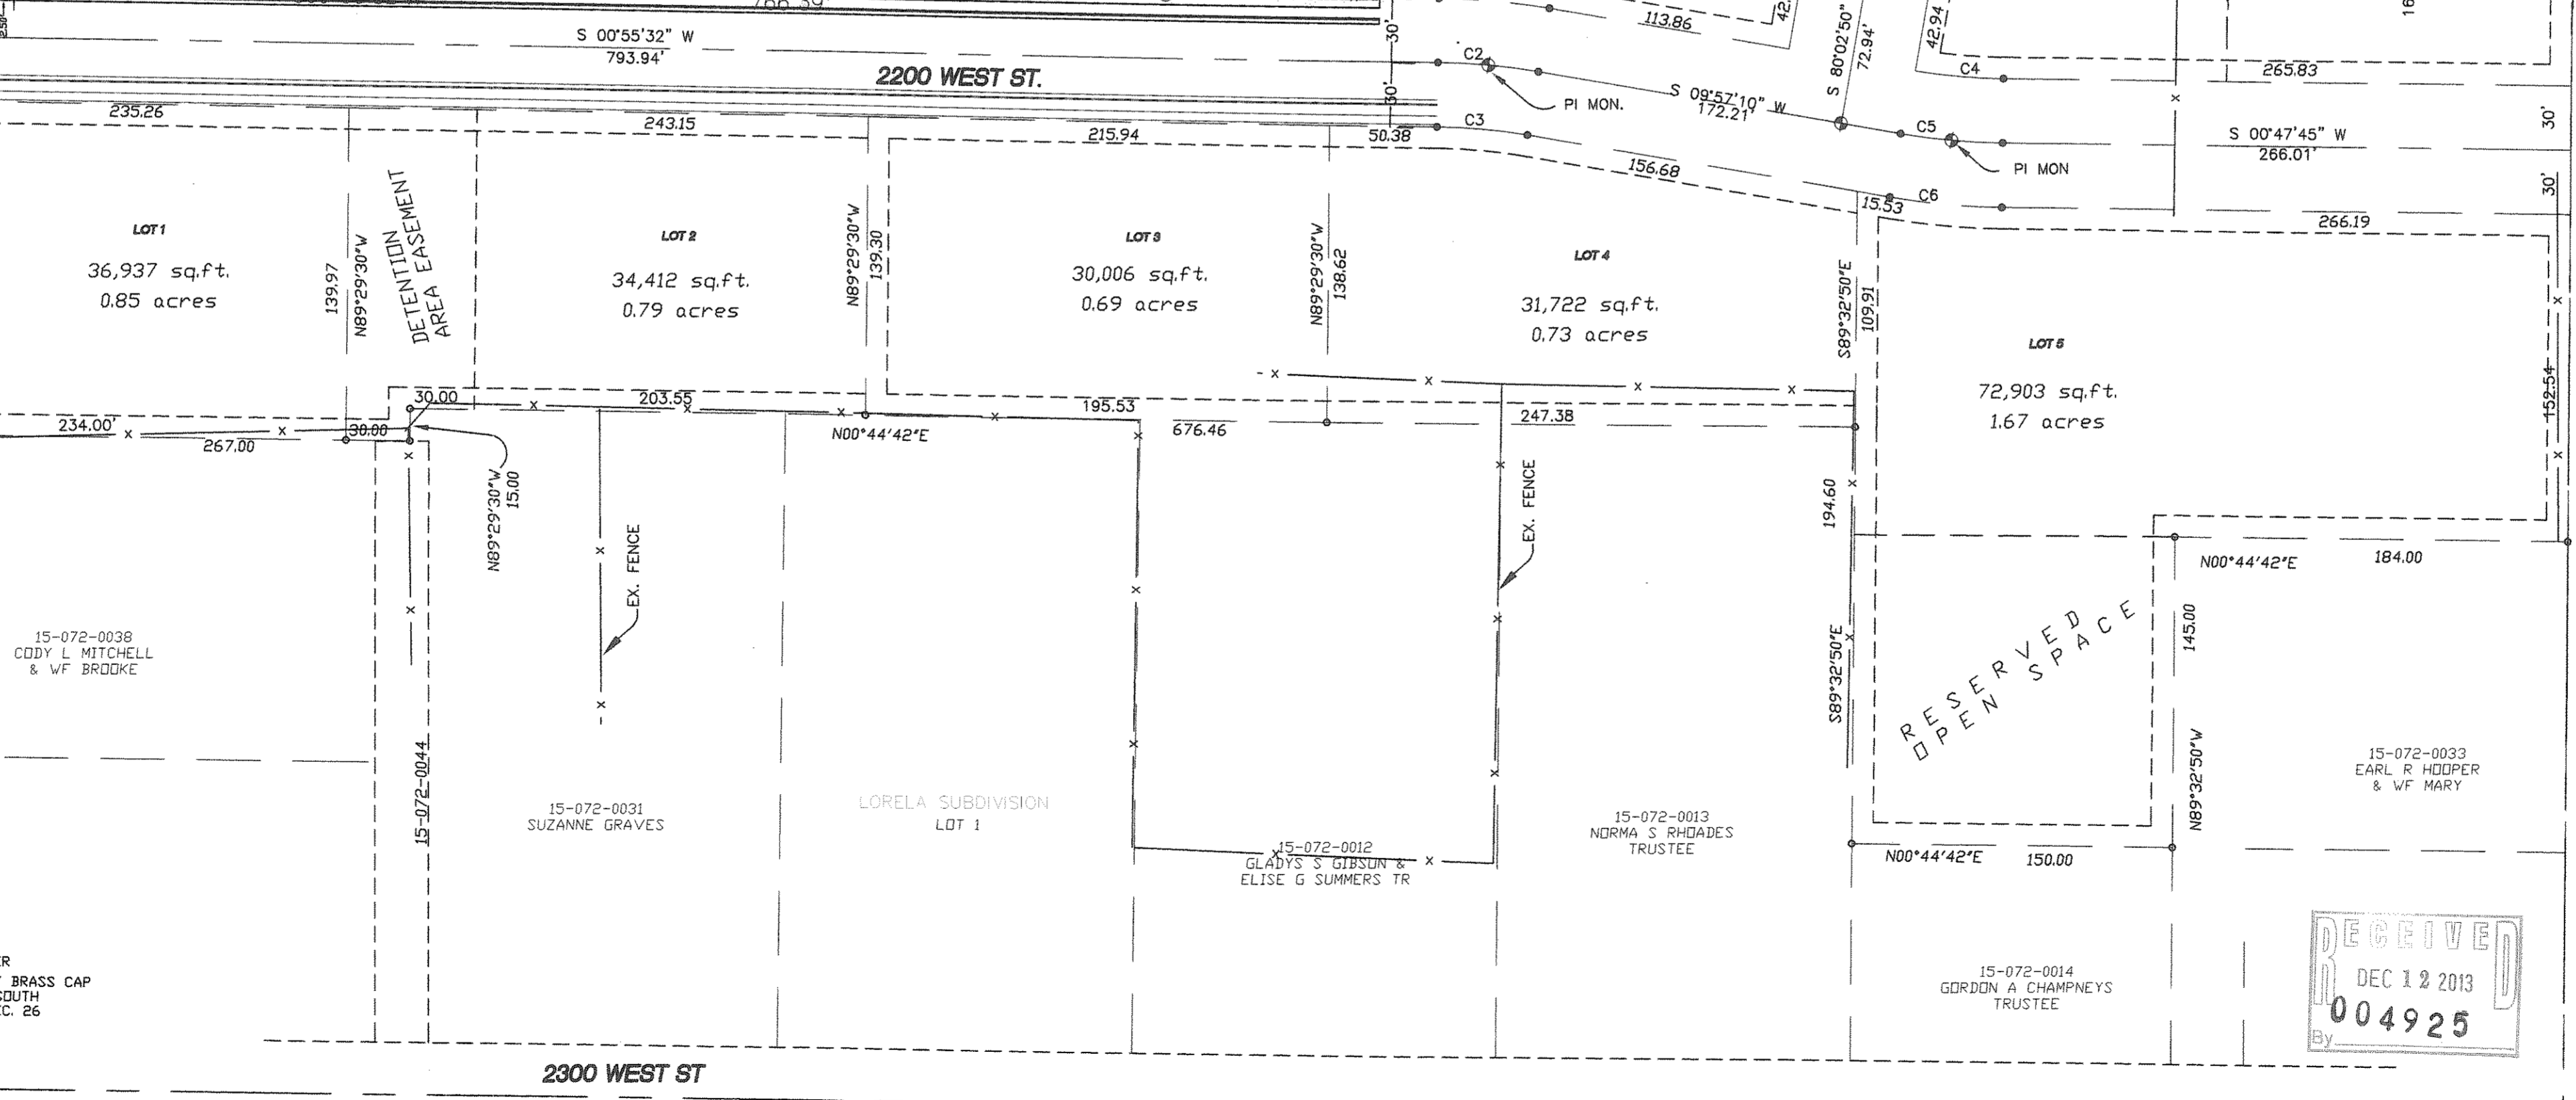 2.50'
766.39'
S 00°55'32" W
793.94'
2200 WEST ST.
30'
30'
C2
PI MON.
113.86
S 09°57'10" W
172.21'
S 80°02'50"
72.94'
42.94
C4
265.83
C5
PI MON
S 00°47'45" W
266.01'
30'
30'
235.26
243.15
215.94
50.38
C3
156.68
15.53
C6
266.19
LOT 1
36,937 sq.ft.
0.85 acres
139.97
N89°29'30"W
DETENTION
AREA EASEMENT
LOT 2
34,412 sq.ft.
0.79 acres
N89°29'30"W
139.30
LOT 3
30,006 sq.ft.
0.69 acres
N89°29'30"W
138.62
LOT 4
31,722 sq.ft.
0.73 acres
S89°32'50"E
109.91
LOT 5
72,903 sq.ft.
1.67 acres
152.54
234.00'
30.00
267.00
30.00
203.55
N00°44'42"E
195.53
676.46
247.38
N89°29'30"W
15.00
EX. FENCE
EX. FENCE
194.60
S89°32'50"E
N00°44'42"E
184.00
145.00
N89°32'50"W
RESERVED
OPEN SPACE
N00°44'42"E
150.00
15-072-0038
CODY L MITCHELL
& WF BROOKE
15-072-0044
15-072-0031
SUZANNE GRAVES
LORELA SUBDIVISION
LOT 1
15-072-0012
GLADYS S GIBSON &
ELISE G SUMMERS TR
15-072-0013
NORMA S RHOADES
TRUSTEE
15-072-0033
EARL R HOOPER
& WF MARY
15-072-0014
GORDON A CHAMPNEYS
TRUSTEE
R
BRASS CAP
SOUTH
C. 26
RECEIVED
DEC 12 2013
004925
By
2300 WEST ST